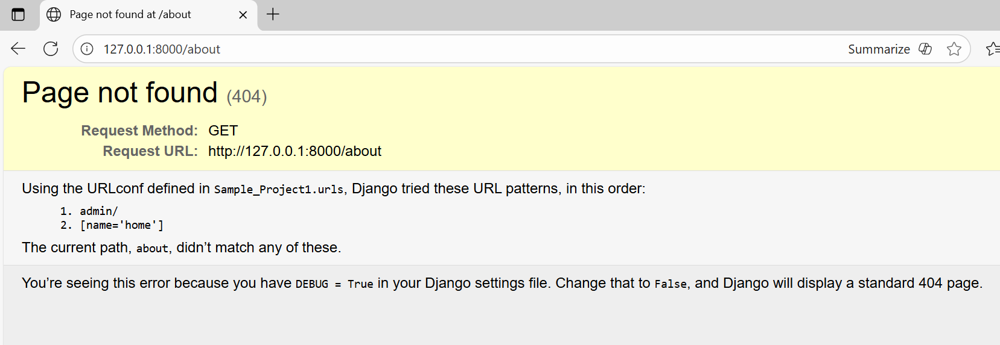 Page not found at /about
127.0.0.1:8000/about
Summarize
Page not found (404)
Request Method: GET
Request URL: http://127.0.0.1:8000/about
Using the URLconf defined in Sample_Project1.urls, Django tried these URL patterns, in this order:
1. admin/
2. [name='home']
The current path, about, didn’t match any of these.
You’re seeing this error because you have DEBUG = True in your Django settings file. Change that to False, and Django will display a standard 404 page.